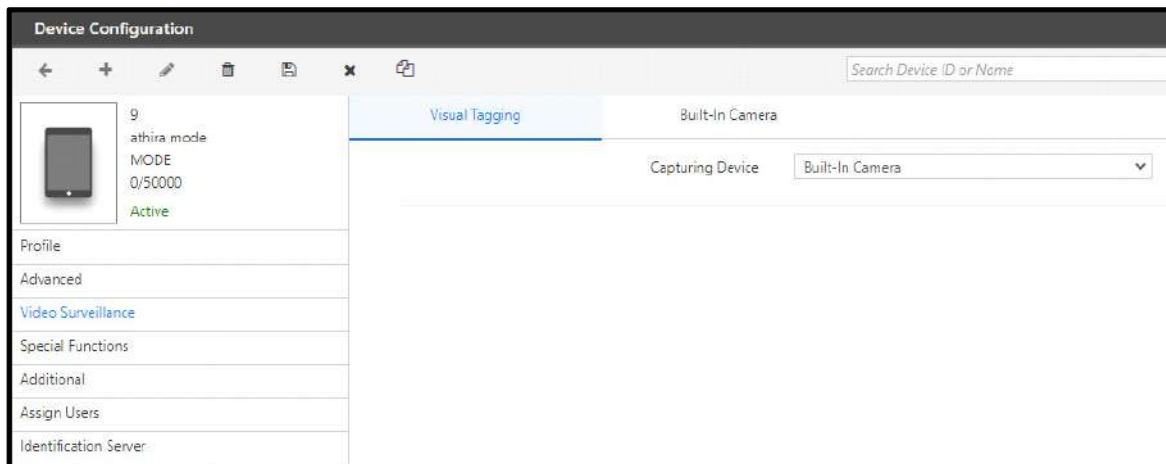 Device Configuration
Search Device ID or Name
9
athira mode
MODE
0/50000
Active
Profile
Advanced
Video Surveillance
Special Functions
Additional
Assign Users
Identification Server
Visual Tagging
Built-In Camera
Capturing Device
Built-In Camera